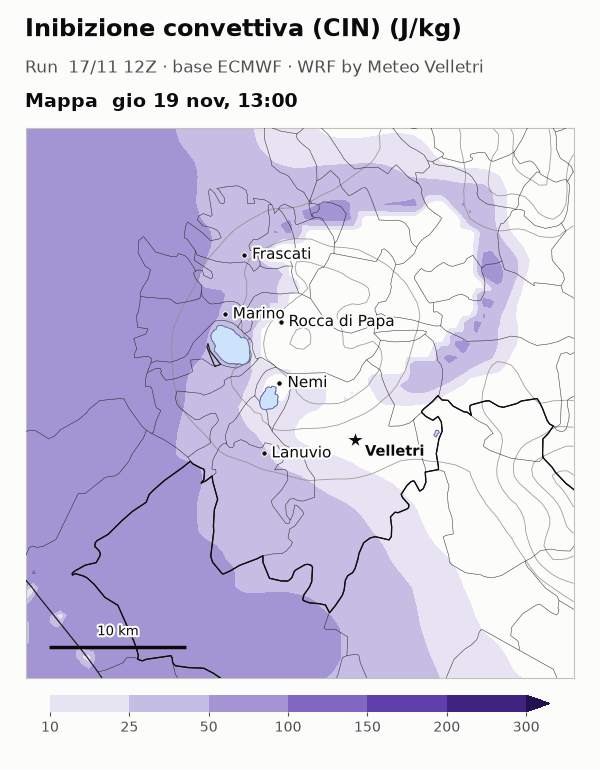 Inibizione convettiva (CIN) (J/kg)
Run  17/11 12Z · base ECMWF · WRF by Meteo Velletri
Mappa  gio 19 nov, 13:00
Frascati
Marino
Rocca di Papa
Nemi
Velletri
Lanuvio
10 km
10 25 50 100 150 200 300